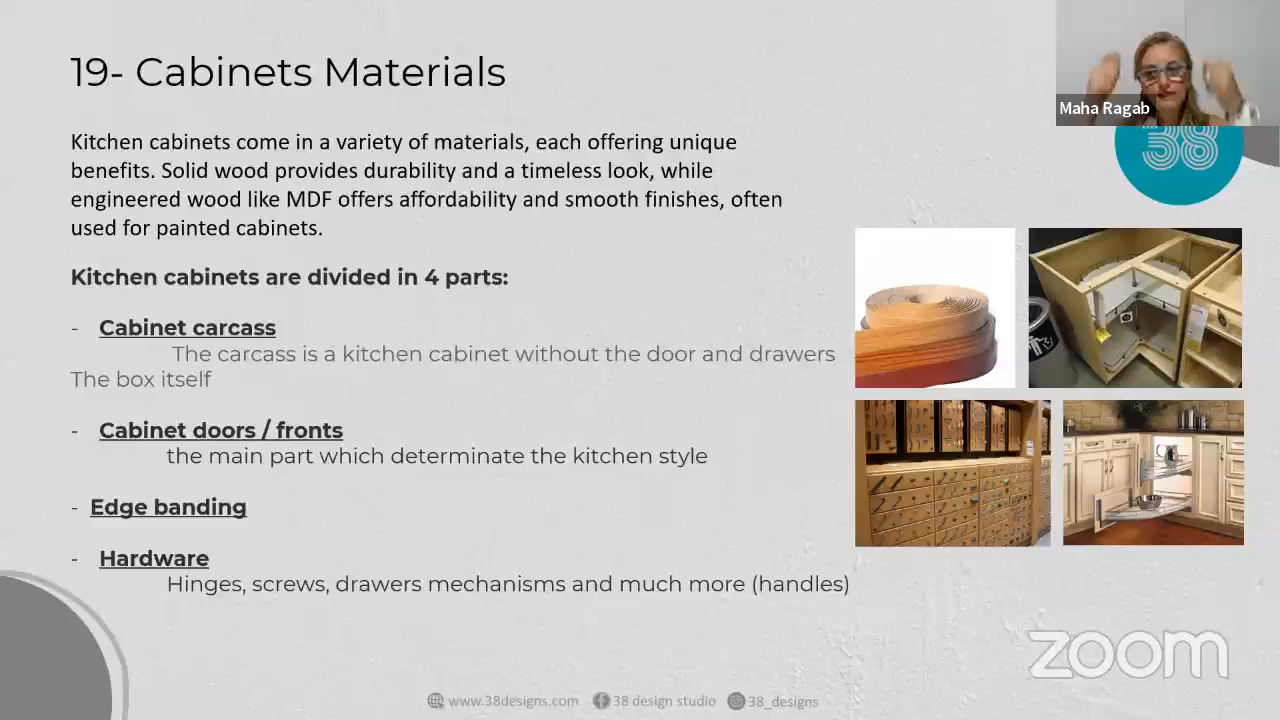 19- Cabinets Materials
Maha Ragab
38
Kitchen cabinets come in a variety of materials, each offering unique
benefits. Solid wood provides durability and a timeless look, while
engineered wood like MDF offers affordability and smooth finishes, often
used for painted cabinets.
Kitchen cabinets are divided in 4 parts:
- Cabinet carcass
The carcass is a kitchen cabinet without the door and drawers
The box itself
- Cabinet doors / fronts
the main part which determinate the kitchen style
- Edge banding
- Hardware
Hinges, screws, drawers mechanisms and much more (handles)
zoom
www.38designs.com 38 design studio 38_designs